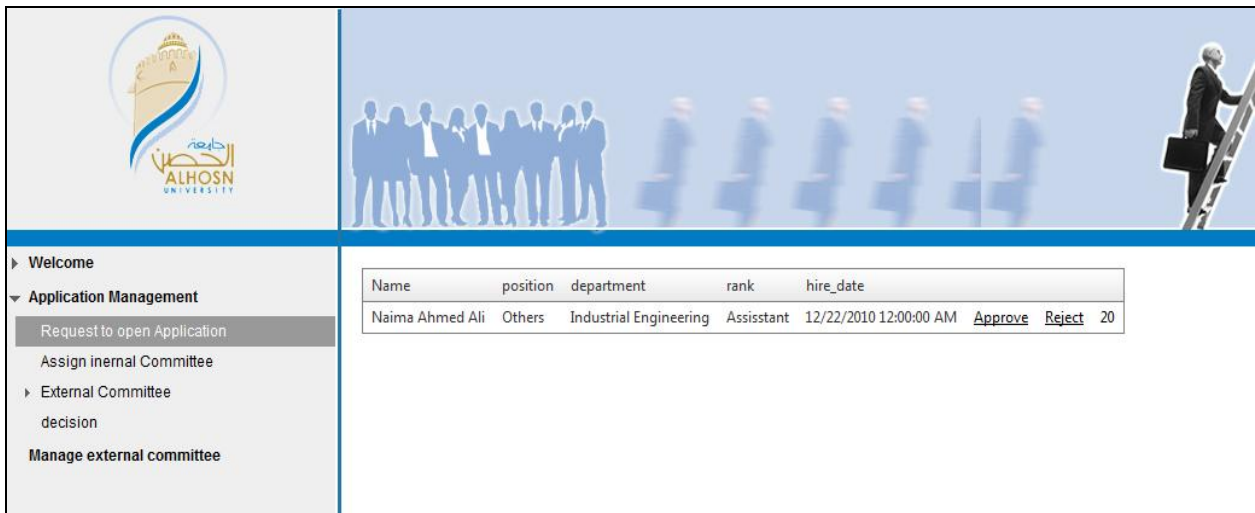 جامعة
الحصن
ALHOSN
UNIVERSITY
Welcome
Application Management
Request to open Application
Assign inernal Committee
External Committee
decision
Manage external committee
Name position department rank hire_date
Naima Ahmed Ali Others Industrial Engineering Assisstant 12/22/2010 12:00:00 AM Approve Reject 20